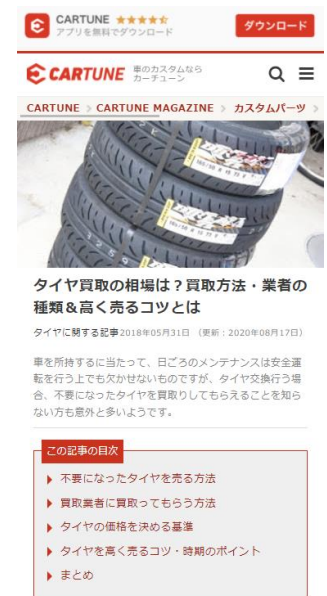 CARTUNE ★★★★☆
アプリを無料でダウンロード
ダウンロード
CARTUNE 車のカスタムなら
カーチューン
CARTUNE > CARTUNE MAGAZINE > カスタムパーツ >
タイヤ買取の相場は？買取方法・業者の
種類＆高く売るコツとは
タイヤに関する記事2018年05月31日 （更新：2020年08月17日）
車を所持するに当たって、日ごろのメンテナンスは安全運
転を行う上でも欠かせないものですが、タイヤ交換行う場
合、不要になったタイヤを買取りしてもらえることを知ら
ない方も意外と多いようです。
この記事の目次
不要になったタイヤを売る方法
買取業者に買取ってもらう方法
タイヤの価格を決める基準
タイヤを高く売るコツ・時期のポイント
まとめ